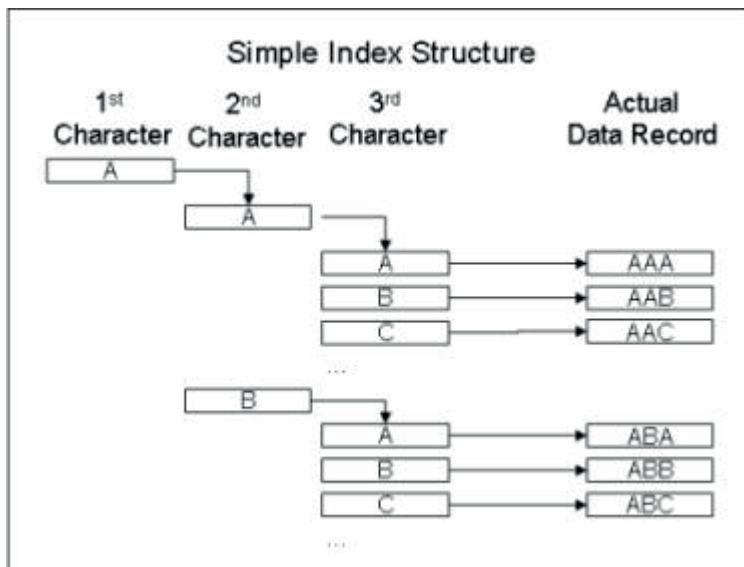 Simple Index Structure
1st 2nd 3rd Actual
Character Character Character Data Record
A
A
A AAA
B AAB
C AAC
...
B
A ABA
B ABB
C ABC
...